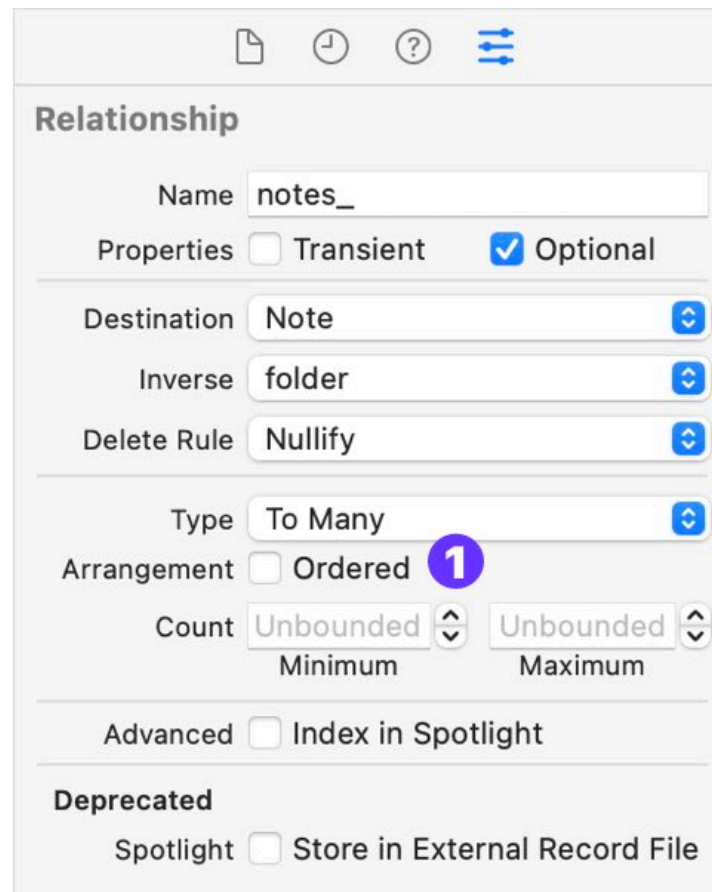 Relationship
Name notes_
Properties Transient Optional
Destination Note
Inverse folder
Delete Rule Nullify
Type To Many
Arrangement Ordered 1
Count Unbounded Unbounded
Minimum Maximum
Advanced Index in Spotlight
Deprecated
Spotlight Store in External Record File